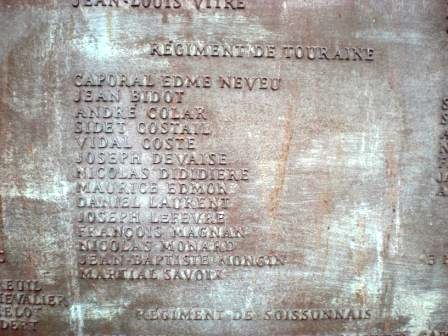 JEAN-LOUIS VITRE
RÉGIMENT DE TOURAINE
CAPORAL EDME NEVEU
JEAN BIDOT
ANDRÉ COLAR
SIDET COSTAIL
VIDAL COSTE
JOSEPH DEVAISE
NICOLAS DIDIDIERE
MAURICE EDMOR
DANIEL LAURENT
JOSEPH LEFEVRE
FRANÇOIS MAGNAN
NICOLAS MONARD
JEAN-BAPTISTE MONGIN
MARTIAL SAVOIX
REUIL
HEVALIER
RÉGIMENT DE SOISSONNAIS